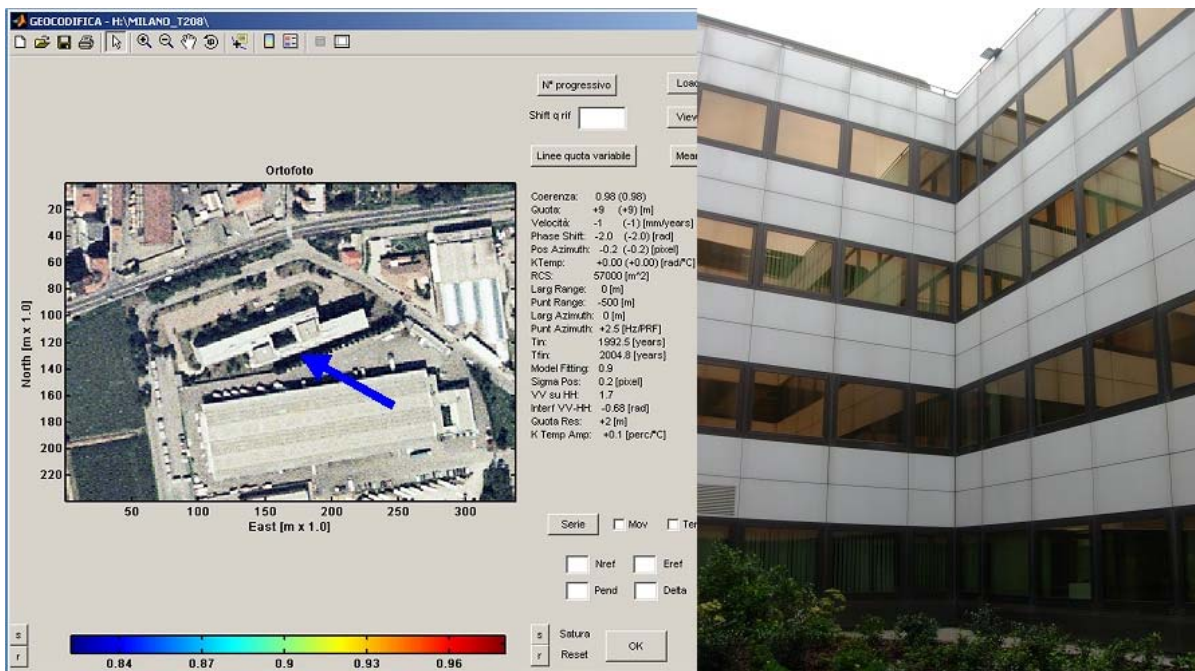 GEOCODIFICA - H:\MILANO_T208\
N° progressivo
Load
Shift q rif
View
Linee quota variabile
Mean
Ortofoto
20
40
60
80
100
120
140
160
180
200
220
North [m x 1.0]
50 100 150 200 250 300
East [m x 1.0]
Coerenza: 0.98 (0.98)
Quota: +9 (+9) [m]
Velocità: -1 (-1) [mm/years]
Phase Shift: -2.0 (-2.0) [rad]
Pos Azimuth: -0.2 (-0.2) [pixel]
KTemp: +0.00 (+0.00) [rad/°C]
RCS: 57000 [m^2]
Larg Range: 0 [m]
Punt Range: -500 [m]
Larg Azimuth: 0 [m]
Punt Azimuth: +2.5 [Hz/PRF]
Tin: 1992.5 [years]
Tfin: 2004.8 [years]
Model Fitting: 0.9
Sigma Pos: 0.2 [pixel]
VV su HH: 1.7
Interf VV-HH: -0.68 [rad]
Quota Res: +2 [m]
K Temp Amp: +0.1 [perc/°C]
Serie Mov Ter
Nref Eref
Pend Delta
s s Satura
r r Reset
OK
0.84 0.87 0.9 0.93 0.96